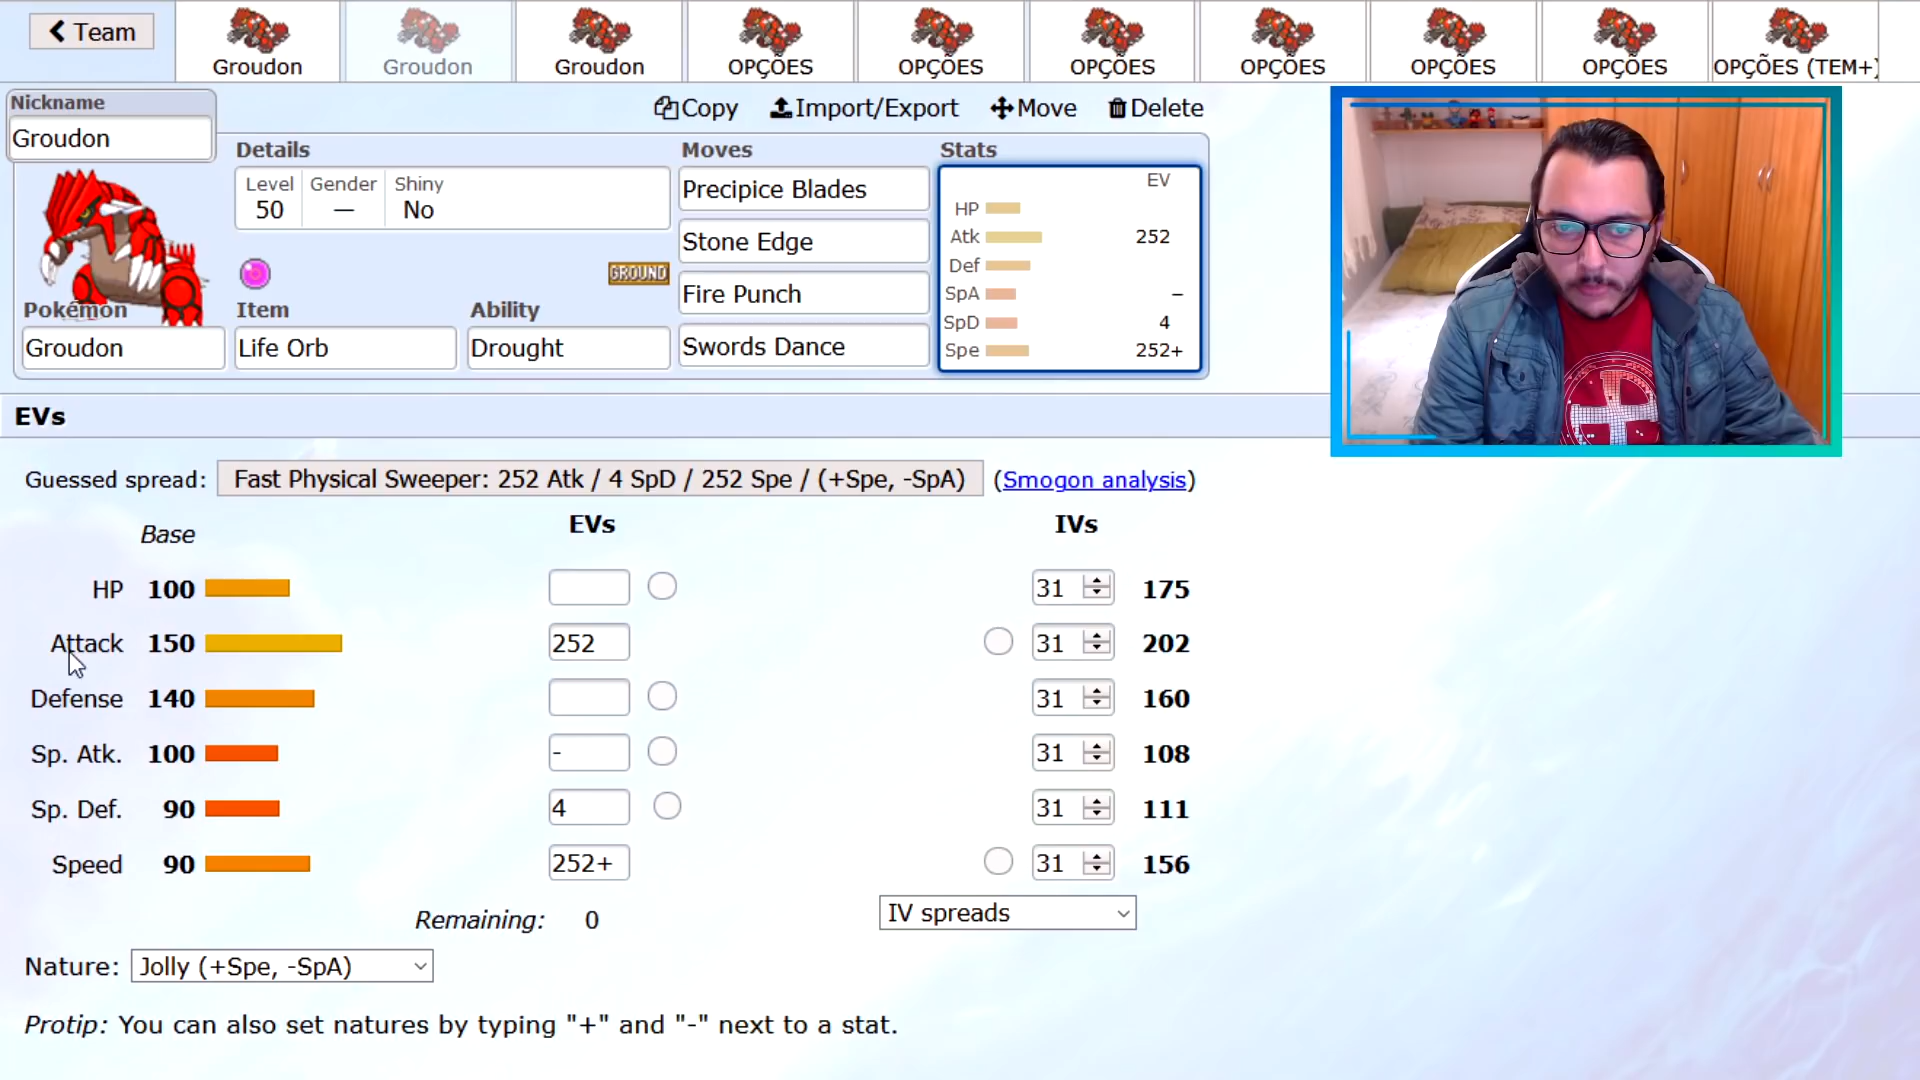 Team
Groudon
Groudon
Groudon
OPÇÕES
OPÇÕES
OPÇÕES
OPÇÕES
OPÇÕES
OPÇÕES
OPÇÕES (TEM+)
Nickname
Groudon
Copy
Import/Export
Move
Delete
Details
Moves
Stats
Level
Gender
Shiny
50
—
No
Precipice Blades
Stone Edge
Fire Punch
Swords Dance
EV
HP
Atk 252
Def
SpA –
SpD 4
Spe 252+
GROUND
Pokémon
Item
Ability
Groudon
Life Orb
Drought
EVs
Guessed spread: Fast Physical Sweeper: 252 Atk / 4 SpD / 252 Spe / (+Spe, -SpA) (Smogon analysis)
Base EVs IVs
HP 100 31 175
Attack 150 252 31 202
Defense 140 31 160
Sp. Atk. 100 - 31 108
Sp. Def. 90 4 31 111
Speed 90 252+ 31 156
Remaining: 0
IV spreads
Nature: Jolly (+Spe, -SpA)
Protip: You can also set natures by typing "+" and "-" next to a stat.